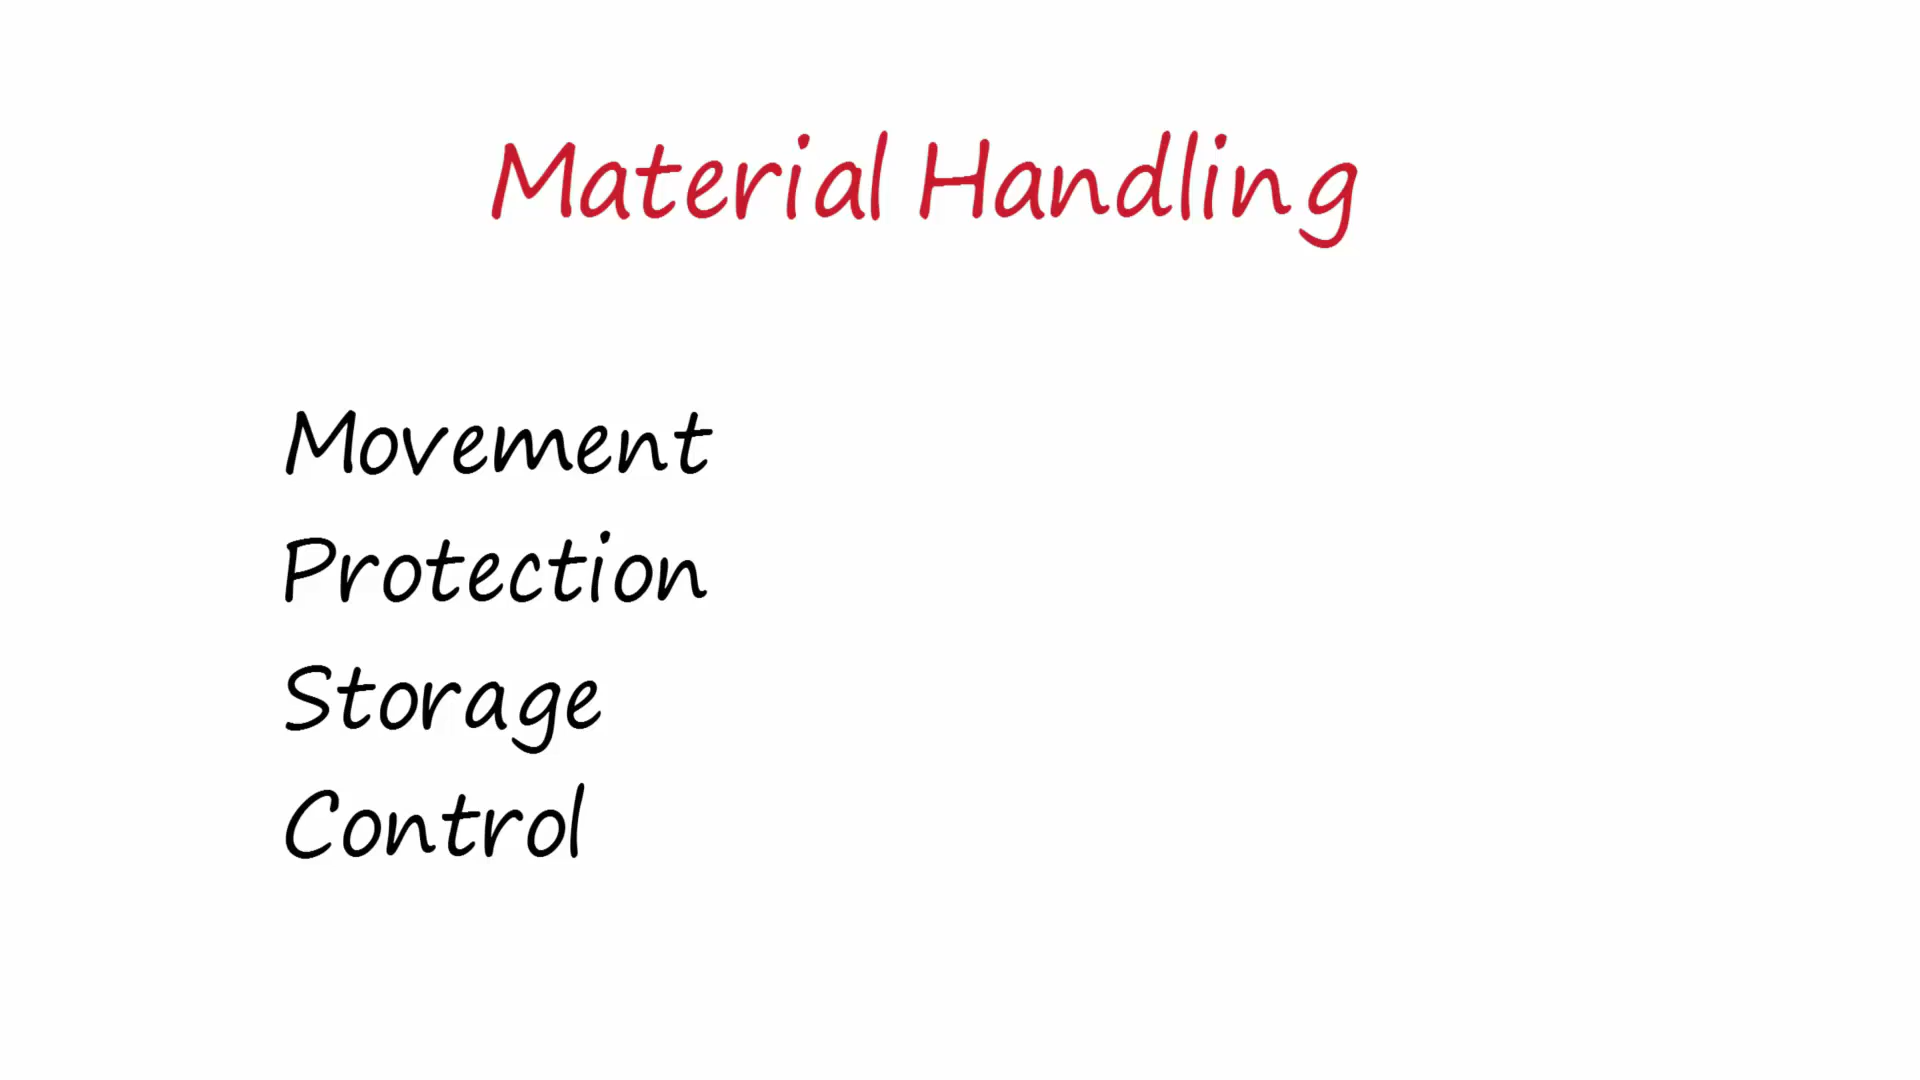 Material Handling
Movement
Protection
Storage
Control